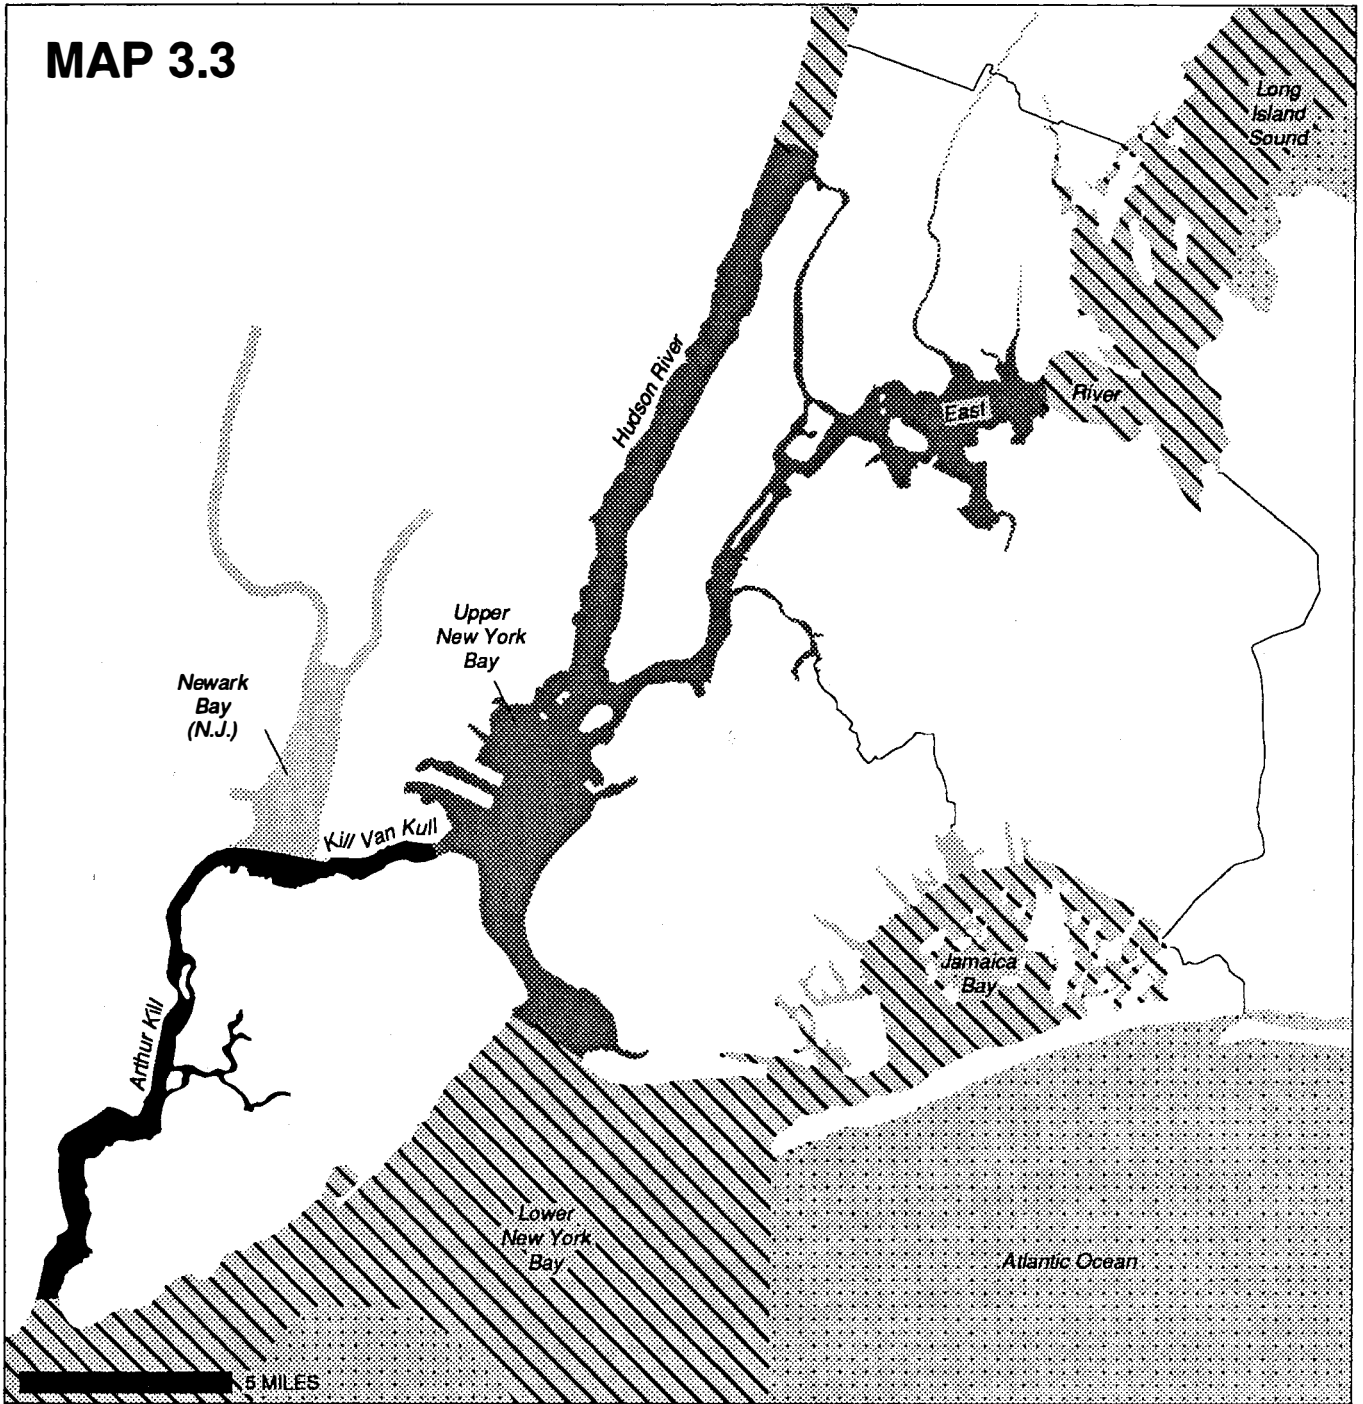 MAP 3.3
Long
Island
Sound
Hudson River
East
River
Upper
New York
Bay
Newark
Bay
(N.J.)
Kill Van Kull
Jamaica
Bay
Arthur Kill
Lower
New York
Bay
Atlantic Ocean
5 MILES